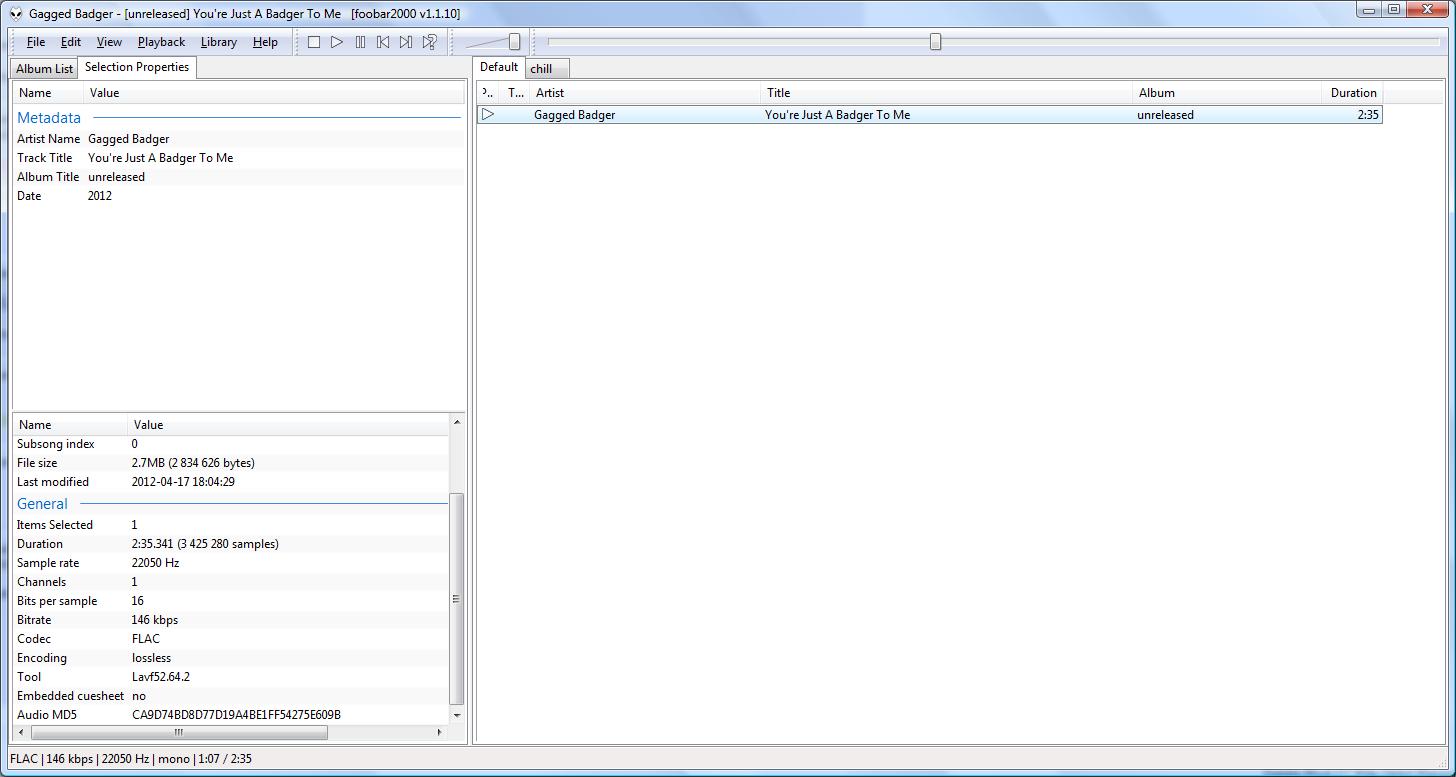 Gagged Badger - [unreleased] You're Just A Badger To Me [foobar2000 v1.1.10]
File Edit View Playback Library Help
Album List Selection Properties
Name Value
Metadata
Artist Name Gagged Badger
Track Title You're Just A Badger To Me
Album Title unreleased
Date 2012
Name Value
Subsong index 0
File size 2.7MB (2 834 626 bytes)
Last modified 2012-04-17 18:04:29
General
Items Selected 1
Duration 2:35.341 (3 425 280 samples)
Sample rate 22050 Hz
Channels 1
Bits per sample 16
Bitrate 146 kbps
Codec FLAC
Encoding lossless
Tool Lavf52.64.2
Embedded cuesheet no
Audio MD5 CA9D74BD8D77D19A4BE1FF54275E609B
Default chill
P.. T... Artist Title Album Duration
Gagged Badger You're Just A Badger To Me unreleased 2:35
FLAC | 146 kbps | 22050 Hz | mono | 1:07 / 2:35